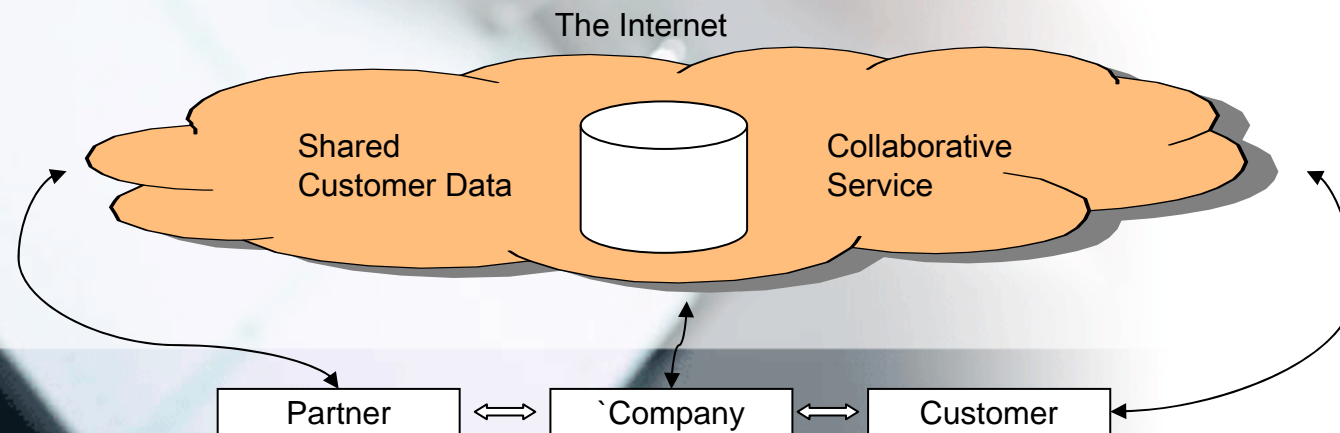 The Internet
Shared
Customer Data
Collaborative
Service
Partner
`Company
Customer